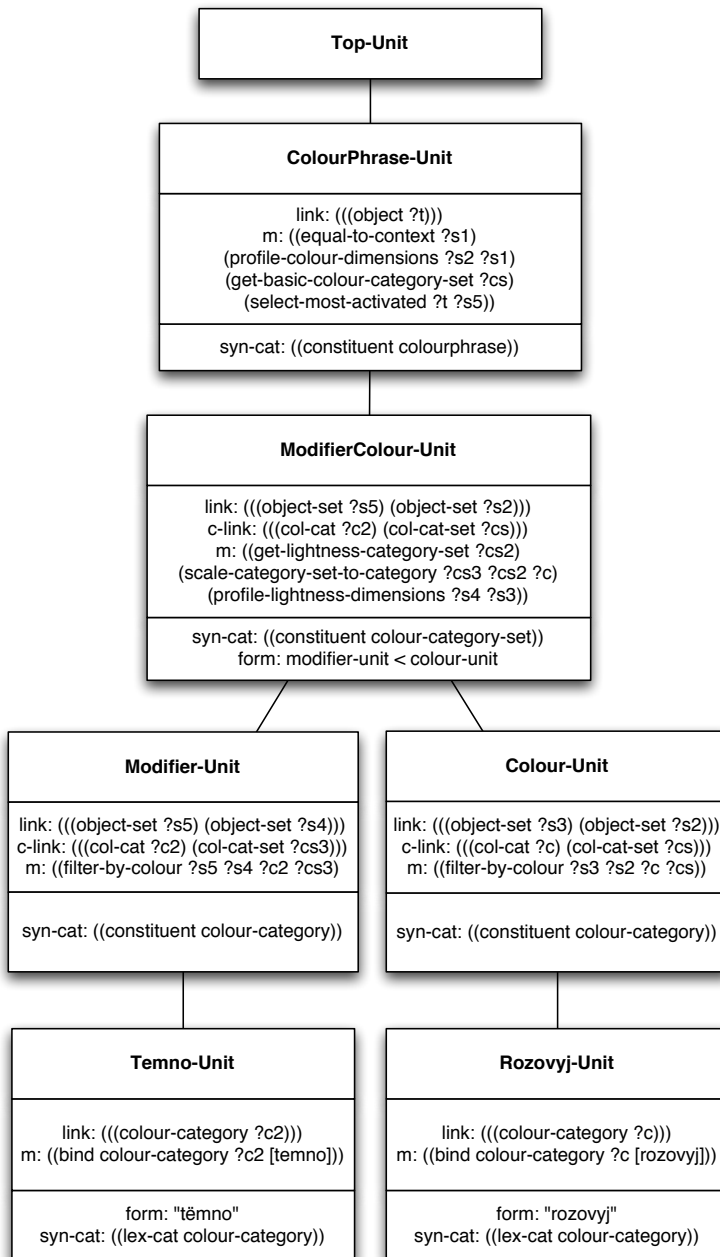 Top-Unit
ColourPhrase-Unit
link: (((object ?t)))
m: ((equal-to-context ?s1)
(profile-colour-dimensions ?s2 ?s1)
(get-basic-colour-category-set ?cs)
(select-most-activated ?t ?s5))
syn-cat: ((constituent colourphrase))
ModifierColour-Unit
link: (((object-set ?s5) (object-set ?s2)))
c-link: (((col-cat ?c2) (col-cat-set ?cs)))
m: ((get-lightness-category-set ?cs2)
(scale-category-set-to-category ?cs3 ?cs2 ?c)
(profile-lightness-dimensions ?s4 ?s3))
syn-cat: ((constituent colour-category-set))
form: modifier-unit < colour-unit
Modifier-Unit
link: (((object-set ?s5) (object-set ?s4)))
c-link: (((col-cat ?c2) (col-cat-set ?cs3)))
m: ((filter-by-colour ?s5 ?s4 ?c2 ?cs3)
syn-cat: ((constituent colour-category))
Colour-Unit
link: (((object-set ?s3) (object-set ?s2)))
c-link: (((col-cat ?c) (col-cat-set ?cs)))
m: ((filter-by-colour ?s3 ?s2 ?c ?cs))
syn-cat: ((constituent colour-category))
Temno-Unit
link: (((colour-category ?c2)))
m: ((bind colour-category ?c2 [temno]))
form: "tëmno"
syn-cat: ((lex-cat colour-category))
Rozovyj-Unit
link: (((colour-category ?c)))
m: ((bind colour-category ?c [rozovyj]))
form: "rozovyj"
syn-cat: ((lex-cat colour-category))